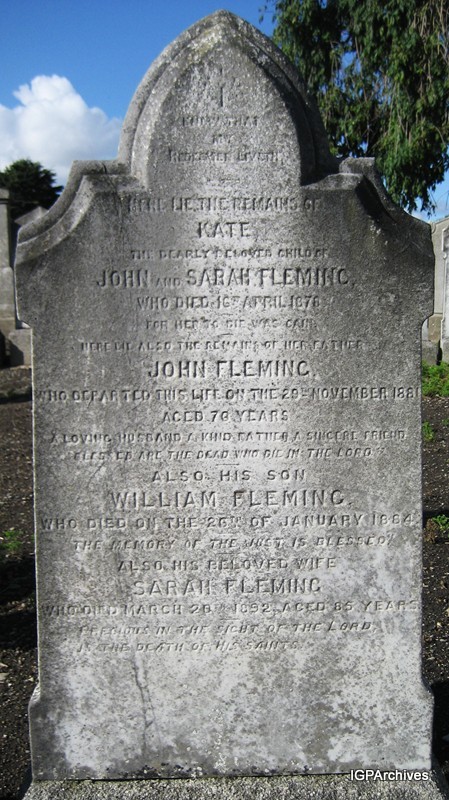 I
KNOW THAT
MY
REDEEMER LIVETH
HERE LIE THE REMAINS OF
KATE
THE DEARLY BELOVED CHILD OF
JOHN AND SARAH FLEMING,
WHO DIED 16TH APRIL 1878
FOR HER TO DIE WAS GAIN.
HERE LIE ALSO THE REMAINS OF HER FATHER
JOHN FLEMING,
WHO DEPARTED THIS LIFE ON THE 29TH NOVEMBER 1881
AGED 78 YEARS
A LOVING HUSBAND A KIND FATHER A SINCERE FRIEND
"BLESSED ARE THE DEAD WHO DIE IN THE LORD"
ALSO HIS SON
WILLIAM FLEMING,
WHO DIED ON THE 26TH OF JANUARY 1884.
"THE MEMORY OF THE JUST IS BLESSED"
ALSO HIS BELOVED WIFE
SARAH FLEMING
WHO DIED MARCH 20TH 1892, AGED 85 YEARS
PRECIOUS IN THE SIGHT OF THE LORD
IS THE DEATH OF HIS SAINTS.
IGPArchives